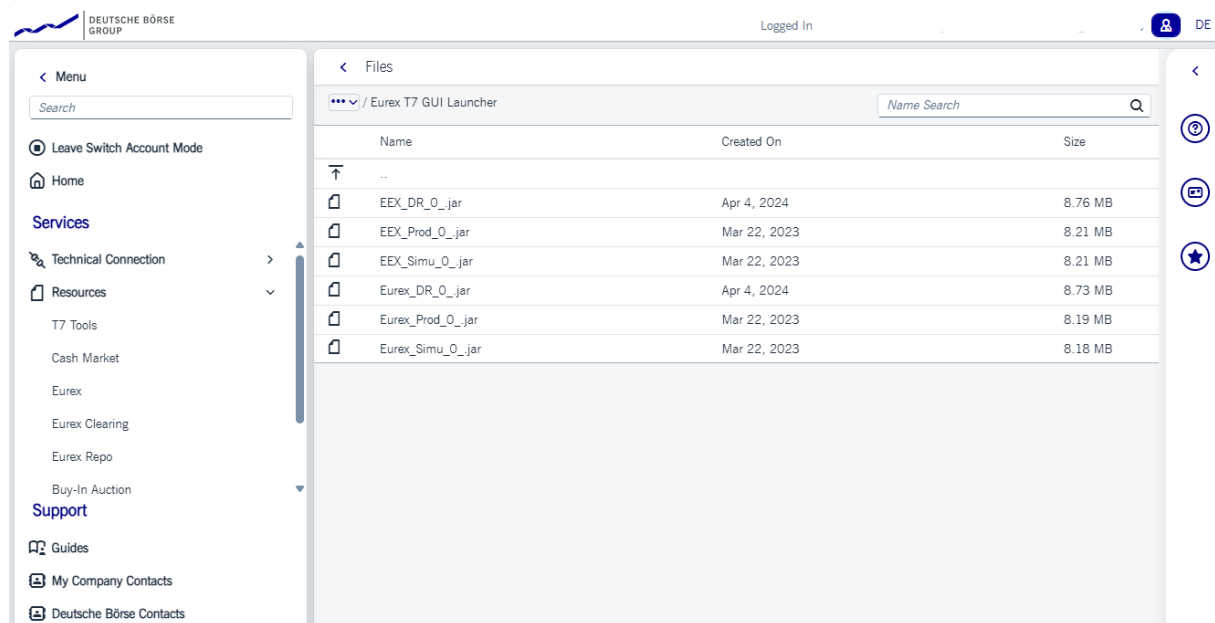 DEUTSCHE BÖRSE
GROUP
Logged In
DE
Menu
Search
Leave Switch Account Mode
Home
Services
Technical Connection
Resources
T7 Tools
Cash Market
Eurex
Eurex Clearing
Eurex Repo
Buy-In Auction
Support
Guides
My Company Contacts
Deutsche Börse Contacts
Files
••• / Eurex T7 GUI Launcher
Name Search
Name Created On Size
..
EEX_DR_0_.jar Apr 4, 2024 8.76 MB
EEX_Prod_0_.jar Mar 22, 2023 8.21 MB
EEX_Simu_0_.jar Mar 22, 2023 8.21 MB
Eurex_DR_0_.jar Apr 4, 2024 8.73 MB
Eurex_Prod_0_.jar Mar 22, 2023 8.19 MB
Eurex_Simu_0_.jar Mar 22, 2023 8.18 MB